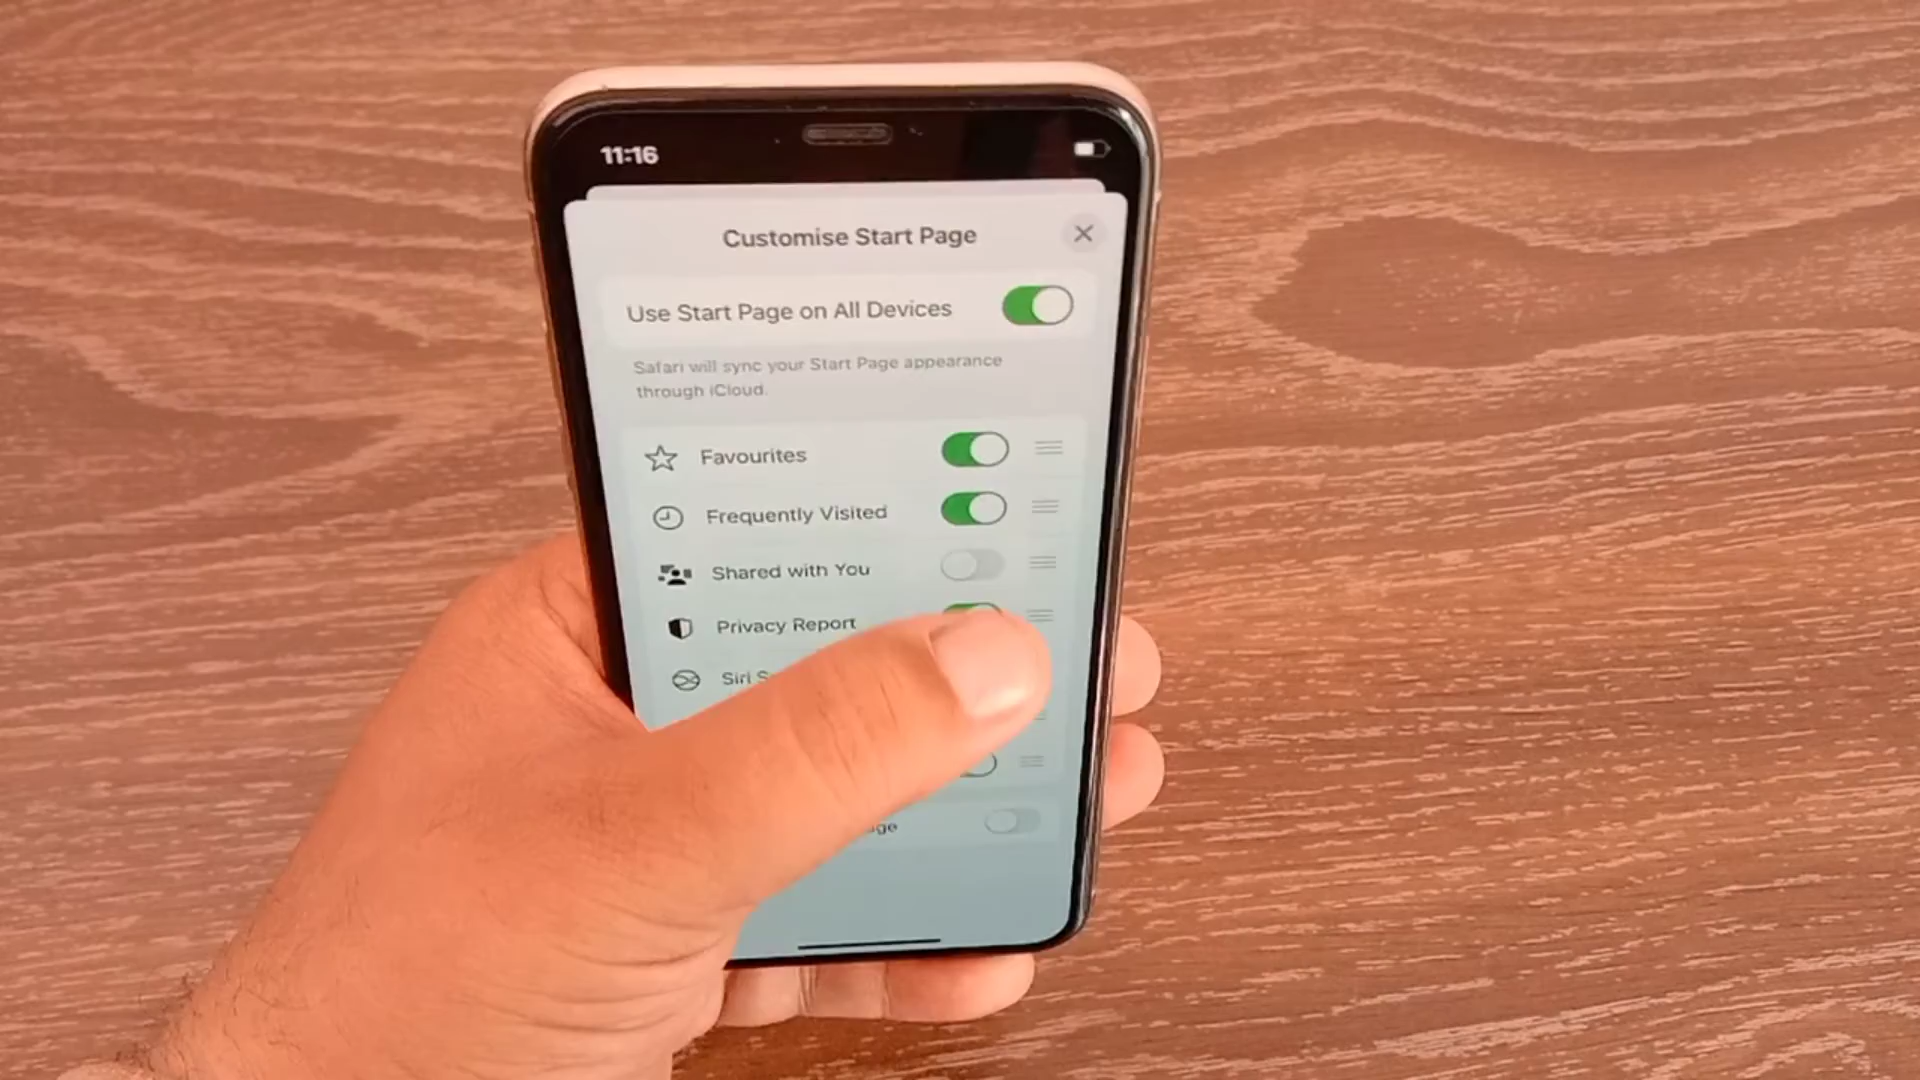 11:16
Customise Start Page
Use Start Page on All Devices
Safari will sync your Start Page appearance
through iCloud.
Favourites
Frequently Visited
Shared with You
Privacy Report
Siri